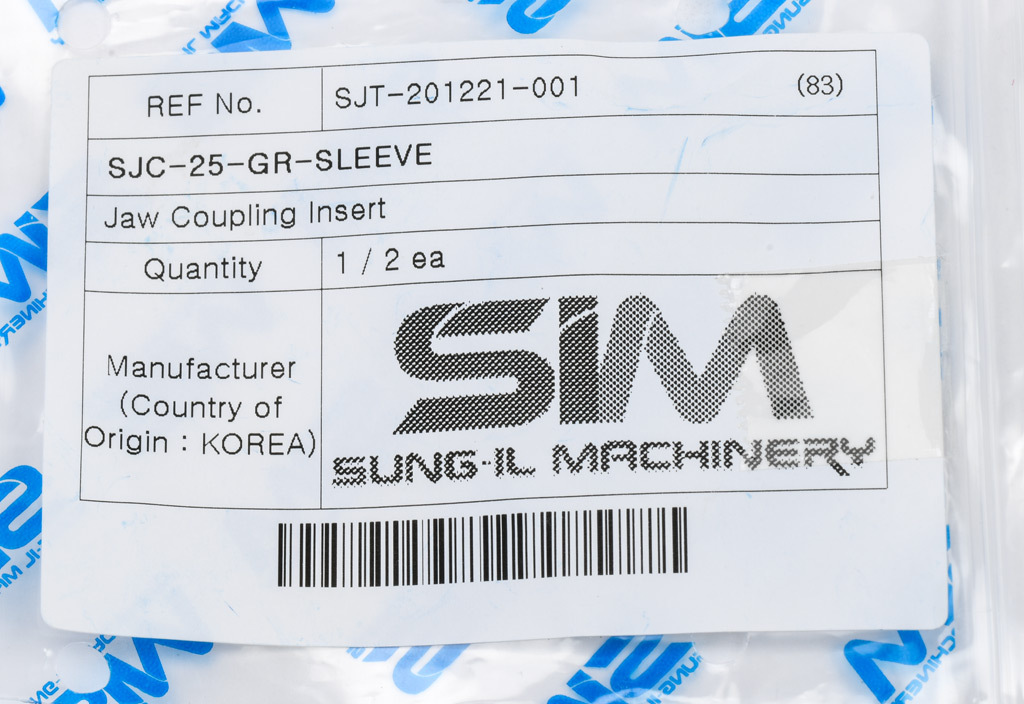 REF No.
SJT-201221-001
(83)
SJC-25-GR-SLEEVE
Jaw Coupling Insert
Quantity
1 / 2 ea
Manufacturer
(Country of
Origin : KOREA)
SIM
SUNG-IL MACHINERY